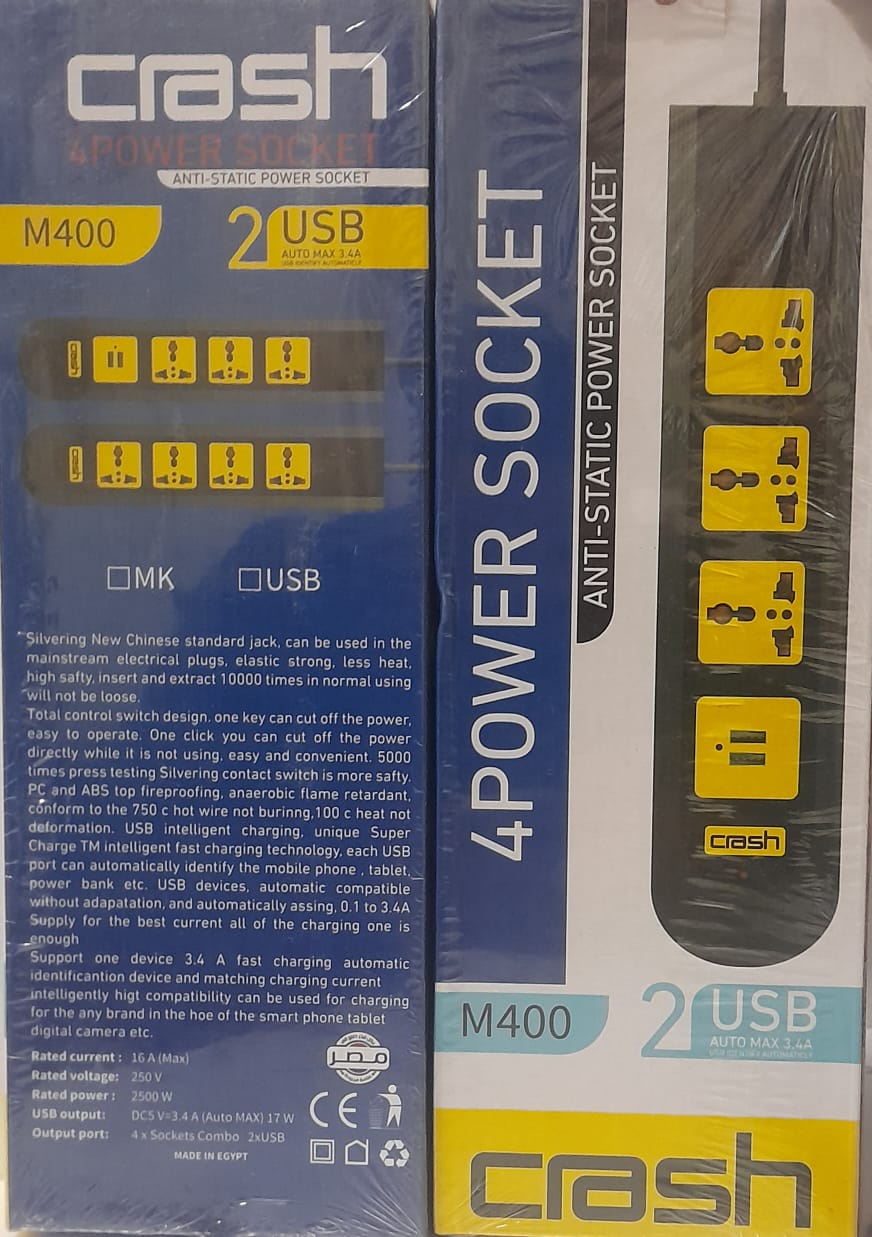 crash
4POWER SOCKET
ANTI-STATIC POWER SOCKET
M400
2 USB
AUTO MAX 3.4A
USB IDENTIFY AUTOMATICLY
crash
crash
MK
USB
Silvering New Chinese standard jack, can be used in the
mainstream electrical plugs, elastic strong, less heat,
high safty, insert and extract 10000 times in normal using
will not be loose.
Total control switch design, one key can cut off the power,
easy to operate. One click you can cut off the power
directly while it is not using, easy and convenient. 5000
times press testing Silvering contact switch is more safty.
PC and ABS top fireproofing, anaerobic flame retardant,
conform to the 750 c hot wire not burinng,100 c heat not
deformation. USB intelligent charging, unique Super
Charge TM intelligent fast charging technology, each USB
port can automatically identify the mobile phone , tablet,
power bank etc. USB devices, automatic compatible
without adapatation, and automatically assing, 0.1 to 3.4A
Supply for the best current all of the charging one is
enough
Support one device 3.4 A fast charging automatic
identificantion device and matching charging current
intelligently higt compatibility can be used for charging
for the any brand in the hoe of the smart phone tablet
digital camera etc.
Rated current : 16 A (Max)
Rated voltage: 250 V
Rated power : 2500 W
USB output: DC5 V=3.4 A (Auto MAX) 17 W
Output port: 4 x Sockets Combo 2xUSB
MADE IN EGYPT
مصر
CE
4POWER SOCKET
ANTI-STATIC POWER SOCKET
crash
M400
2 USB
AUTO MAX 3.4A
USB IDENTIFY AUTOMATICLY
crash